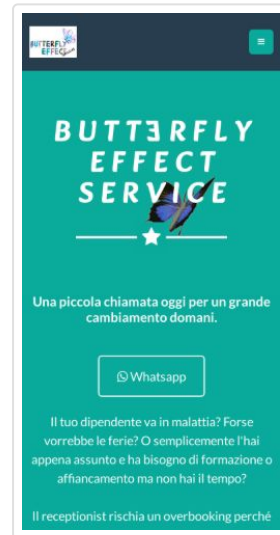 BUTTERFLY
EFFECT
BUTTƎRFLY
EFFECT
SERVICE
Una piccola chiamata oggi per un grande
cambiamento domani.
Whatsapp
Il tuo dipendente va in malattia? Forse
vorrebbe le ferie? O semplicemente l'hai
appena assunto e ha bisogno di formazione o
affiancamento ma non hai il tempo?
Il receptionist rischia un overbooking perché